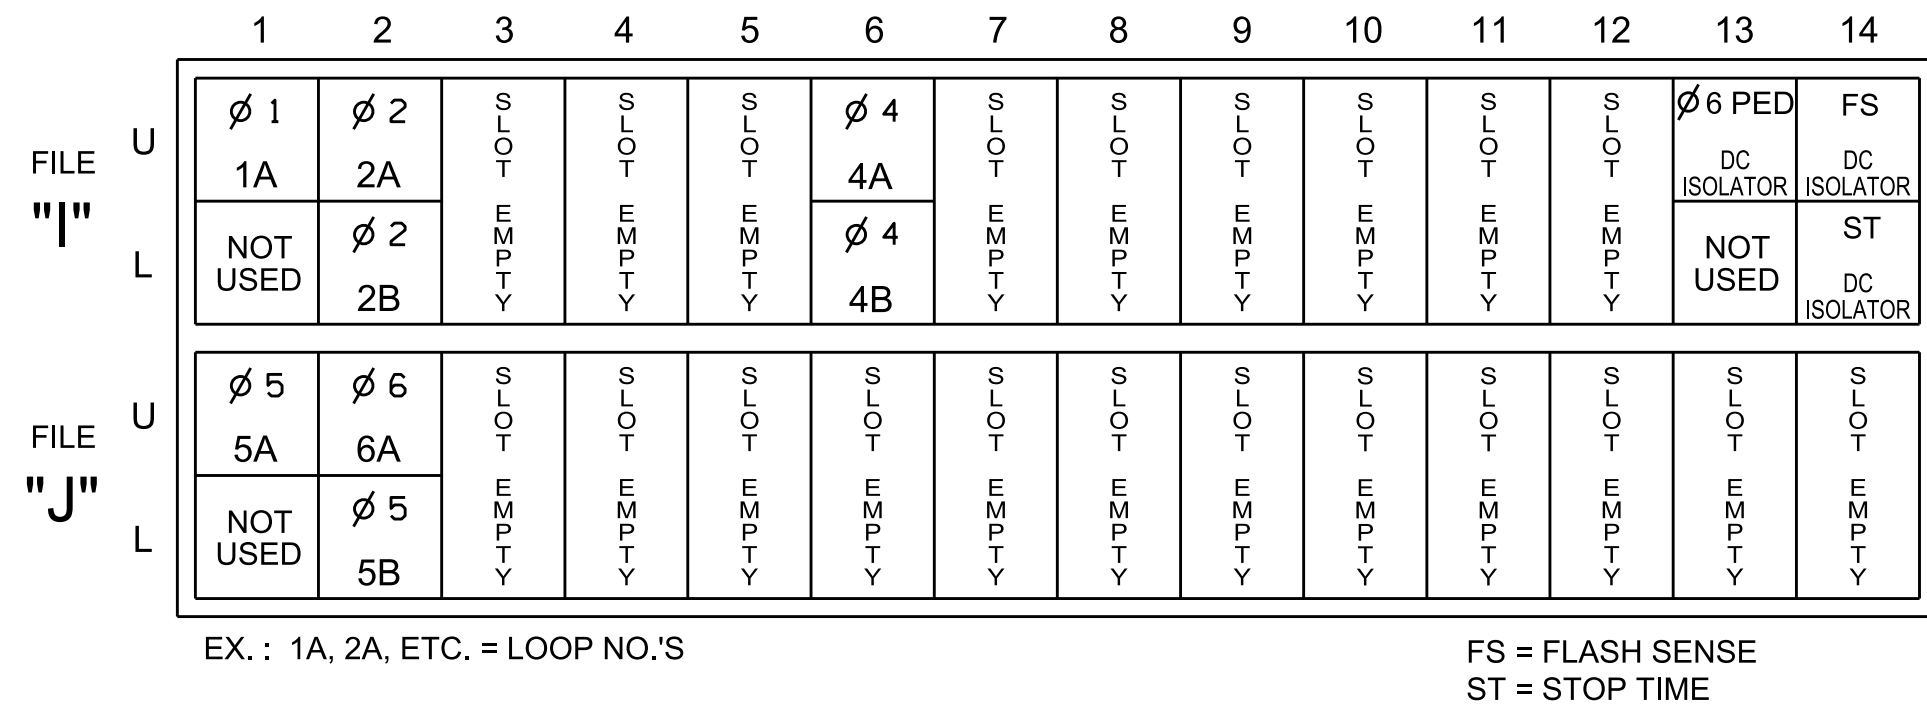 1 2 3 4 5 6 7 8 9 10 11 12 13 14
FILE "I"
U
ϕ 1 ϕ 2 SLOT EMPTY SLOT EMPTY SLOT EMPTY ϕ 4 SLOT EMPTY SLOT EMPTY SLOT EMPTY SLOT EMPTY SLOT EMPTY SLOT EMPTY ϕ 6 PED FS
1A 2A 4A DC ISOLATOR DC ISOLATOR
L
NOT USED ϕ 2 ϕ 4 NOT USED ST
2B 4B DC ISOLATOR
FILE "J"
U
ϕ 5 ϕ 6 SLOT EMPTY SLOT EMPTY SLOT EMPTY SLOT EMPTY SLOT EMPTY SLOT EMPTY SLOT EMPTY SLOT EMPTY SLOT EMPTY SLOT EMPTY SLOT EMPTY SLOT EMPTY
5A 6A
L
NOT USED ϕ 5
5B
EX. : 1A, 2A, ETC. = LOOP NO.'S
FS = FLASH SENSE
ST = STOP TIME